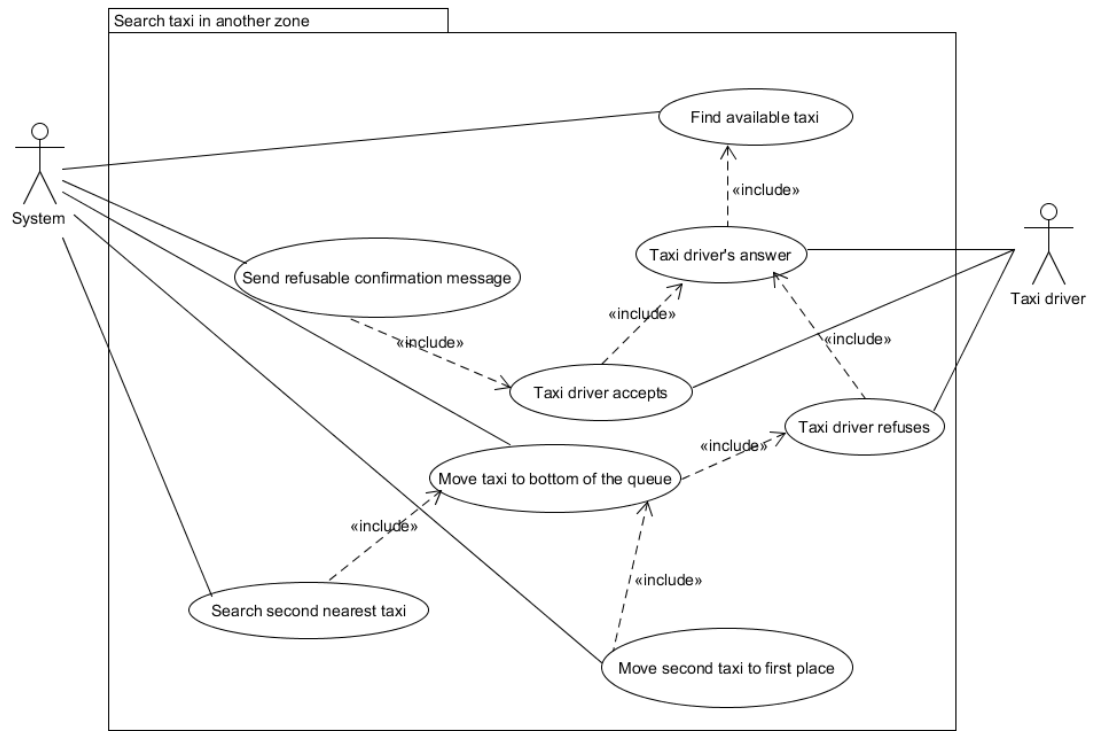 Search taxi in another zone
Find available taxi
«include»
System
Taxi driver's answer
Taxi driver
Send refusable confirmation message
«include»
«include»
«include»
Taxi driver accepts
Taxi driver refuses
«include»
Move taxi to bottom of the queue
«include»
«include»
Search second nearest taxi
Move second taxi to first place